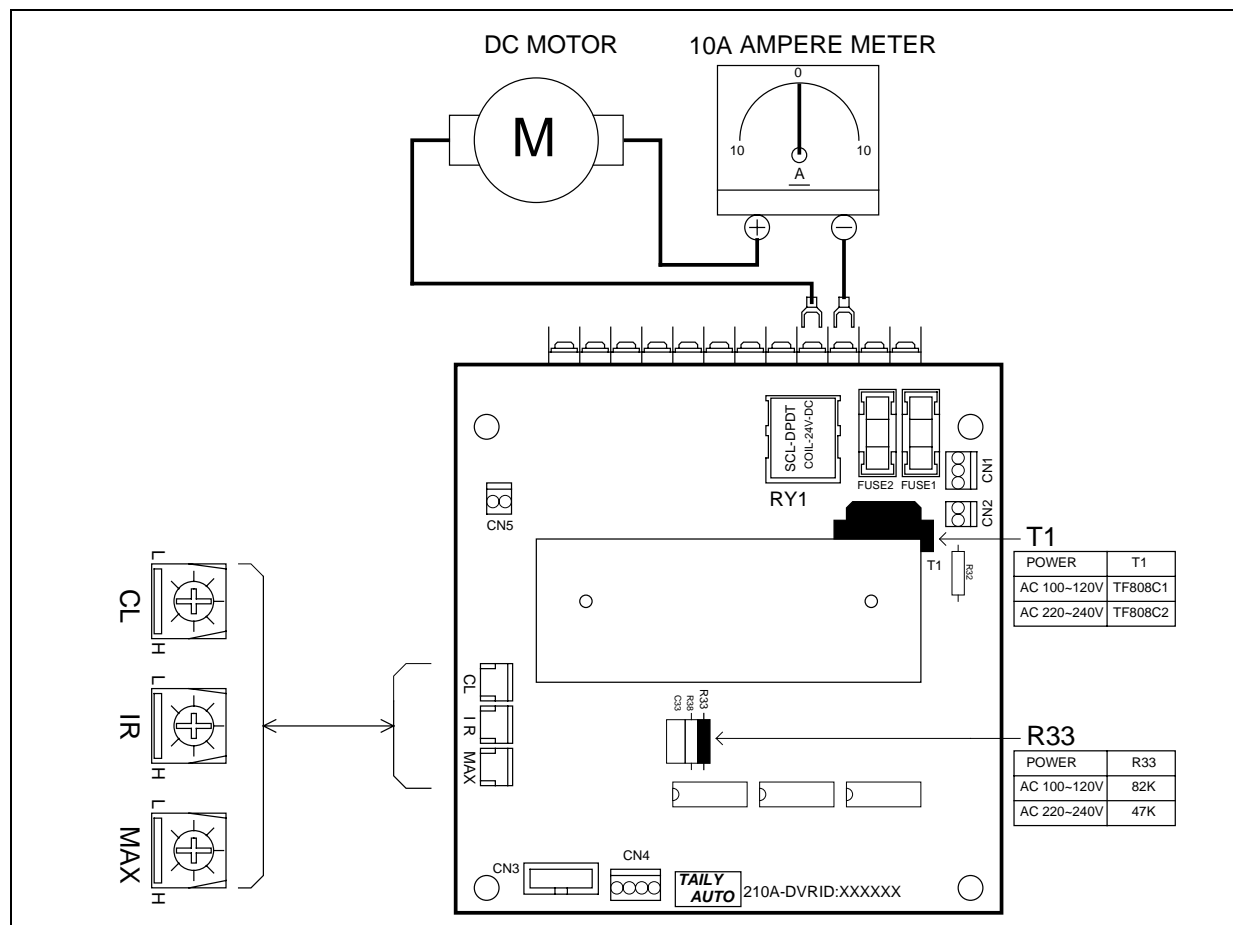 DC MOTOR
10A AMPERE METER
M
0
10
10
A
+
−
SCL-DPDT
COIL-24V-DC
RY1
FUSE2
FUSE1
CN1
CN2
CN5
T1
R32
T1
POWER T1
AC 100~120V TF808C1
AC 220~240V TF808C2
L
CL
H
L
IR
H
L
MAX
H
CL
IR
MAX
C33
R38
R33
R33
POWER R33
AC 100~120V 82K
AC 220~240V 47K
CN3
CN4
TAILY
AUTO
210A-DVRID:XXXXXX